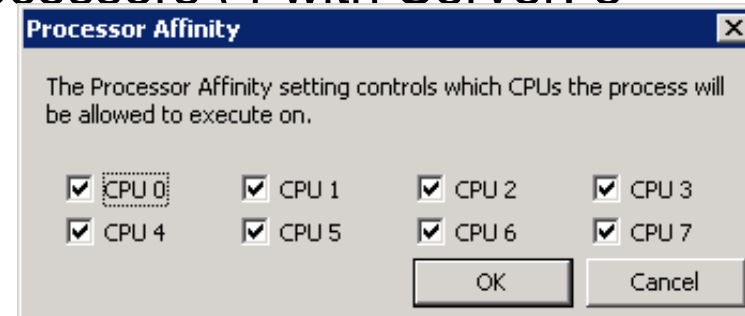 Processor Affinity
The Processor Affinity setting controls which CPUs the process will
be allowed to execute on.
CPU 0 CPU 1 CPU 2 CPU 3
CPU 4 CPU 5 CPU 6 CPU 7
OK Cancel